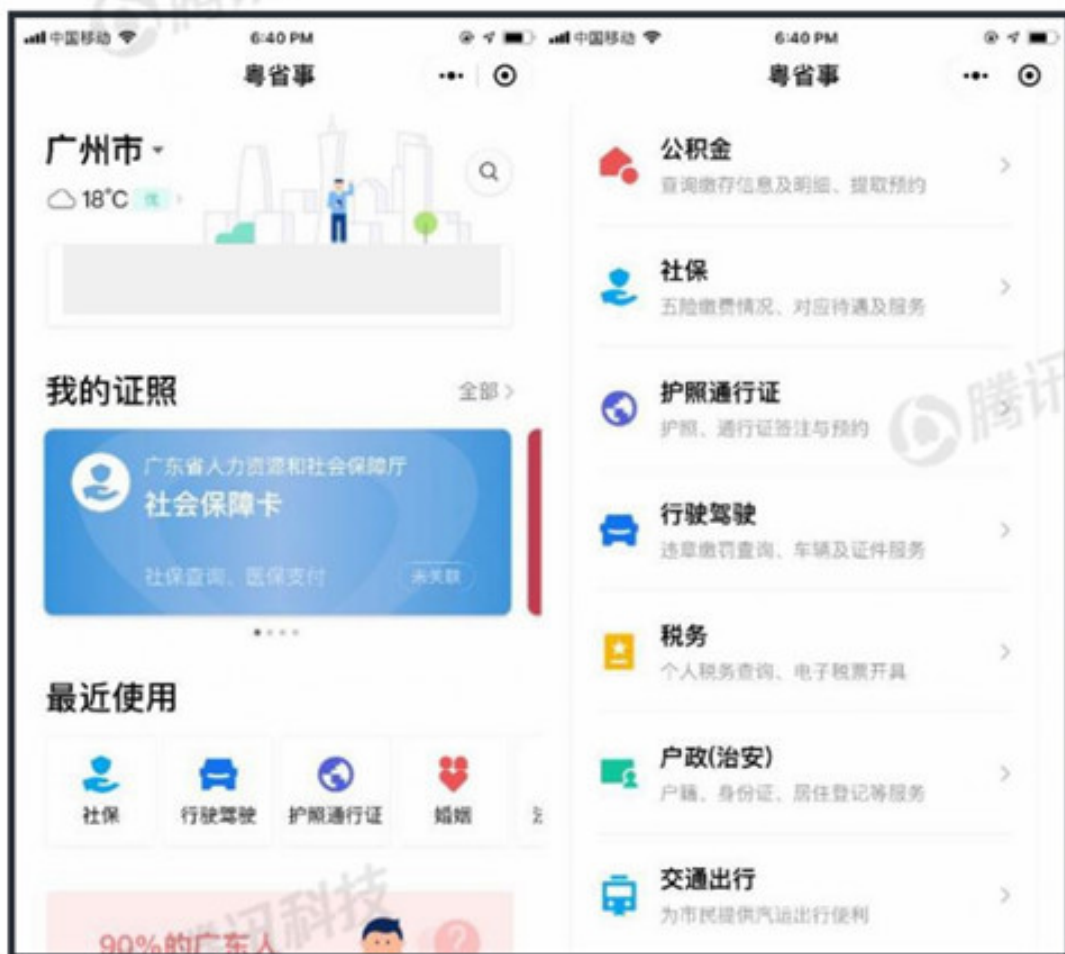 中国移动
6:40 PM
粤省事
广州市
18°C 优
我的证照
全部
广东省人力资源和社会保障厅
社会保障卡
社保查询、医保支付
未关联
最近使用
社保
行驶驾驶
护照通行证
婚姻
90%的广东人
腾讯科技
中国移动
6:40 PM
粤省事
公积金
查询缴存信息及明细、提取预约
社保
五险缴费情况、对应待遇及服务
护照通行证
护照、通行证签注与预约
腾讯
行驶驾驶
违章缴罚查询、车辆及证件服务
税务
个人税务查询、电子税票开具
户政(治安)
户籍、身份证、居住登记等服务
交通出行
为市民提供汽运出行便利